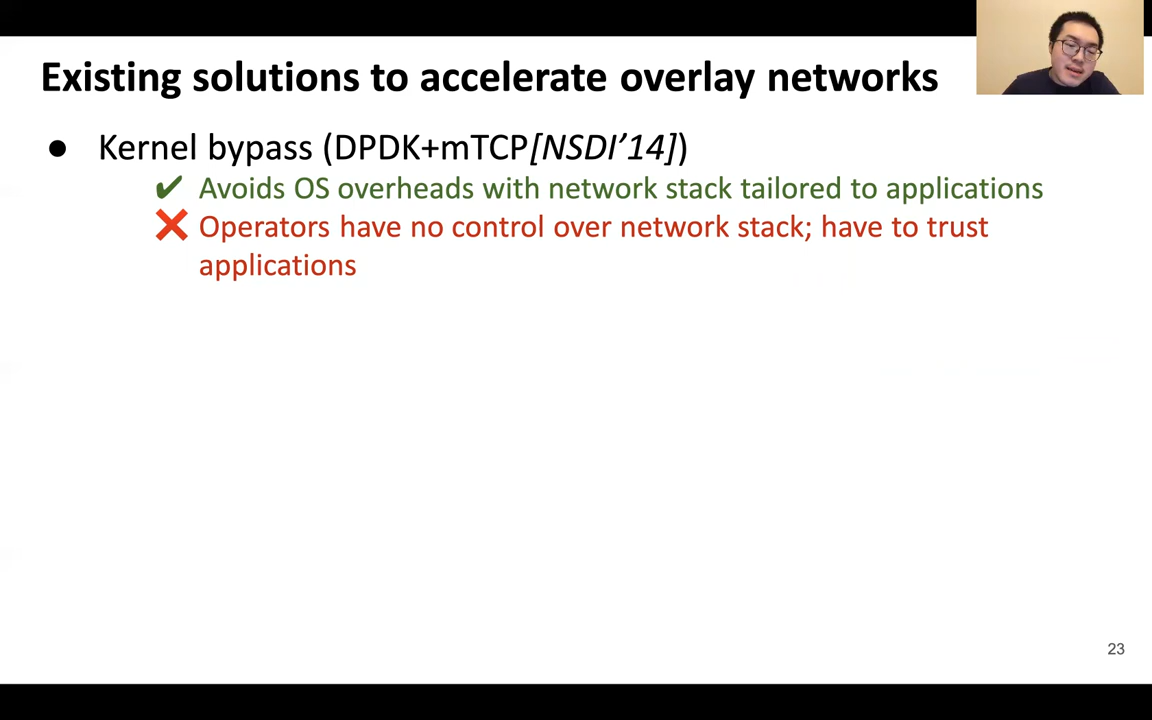 Existing solutions to accelerate overlay networks
● Kernel bypass (DPDK+mTCP[NSDI’14])
✔ Avoids OS overheads with network stack tailored to applications
❌ Operators have no control over network stack; have to trust
applications
23